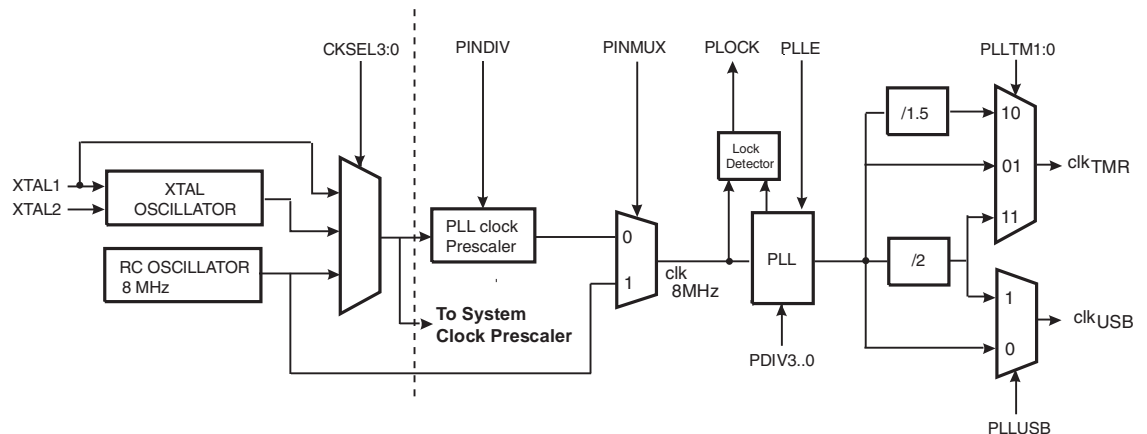 CKSEL3:0
PINDIV
PINMUX
PLOCK
PLLE
PLLTM1:0
/1.5
10
Lock
Detector
01
clkTMR
XTAL1
XTAL2
XTAL
OSCILLATOR
11
PLL clock
Prescaler
0
PLL
/2
RC OSCILLATOR
8 MHz
1
clk
8MHz
1
clkUSB
To System
Clock Prescaler
0
PDIV3..0
PLLUSB